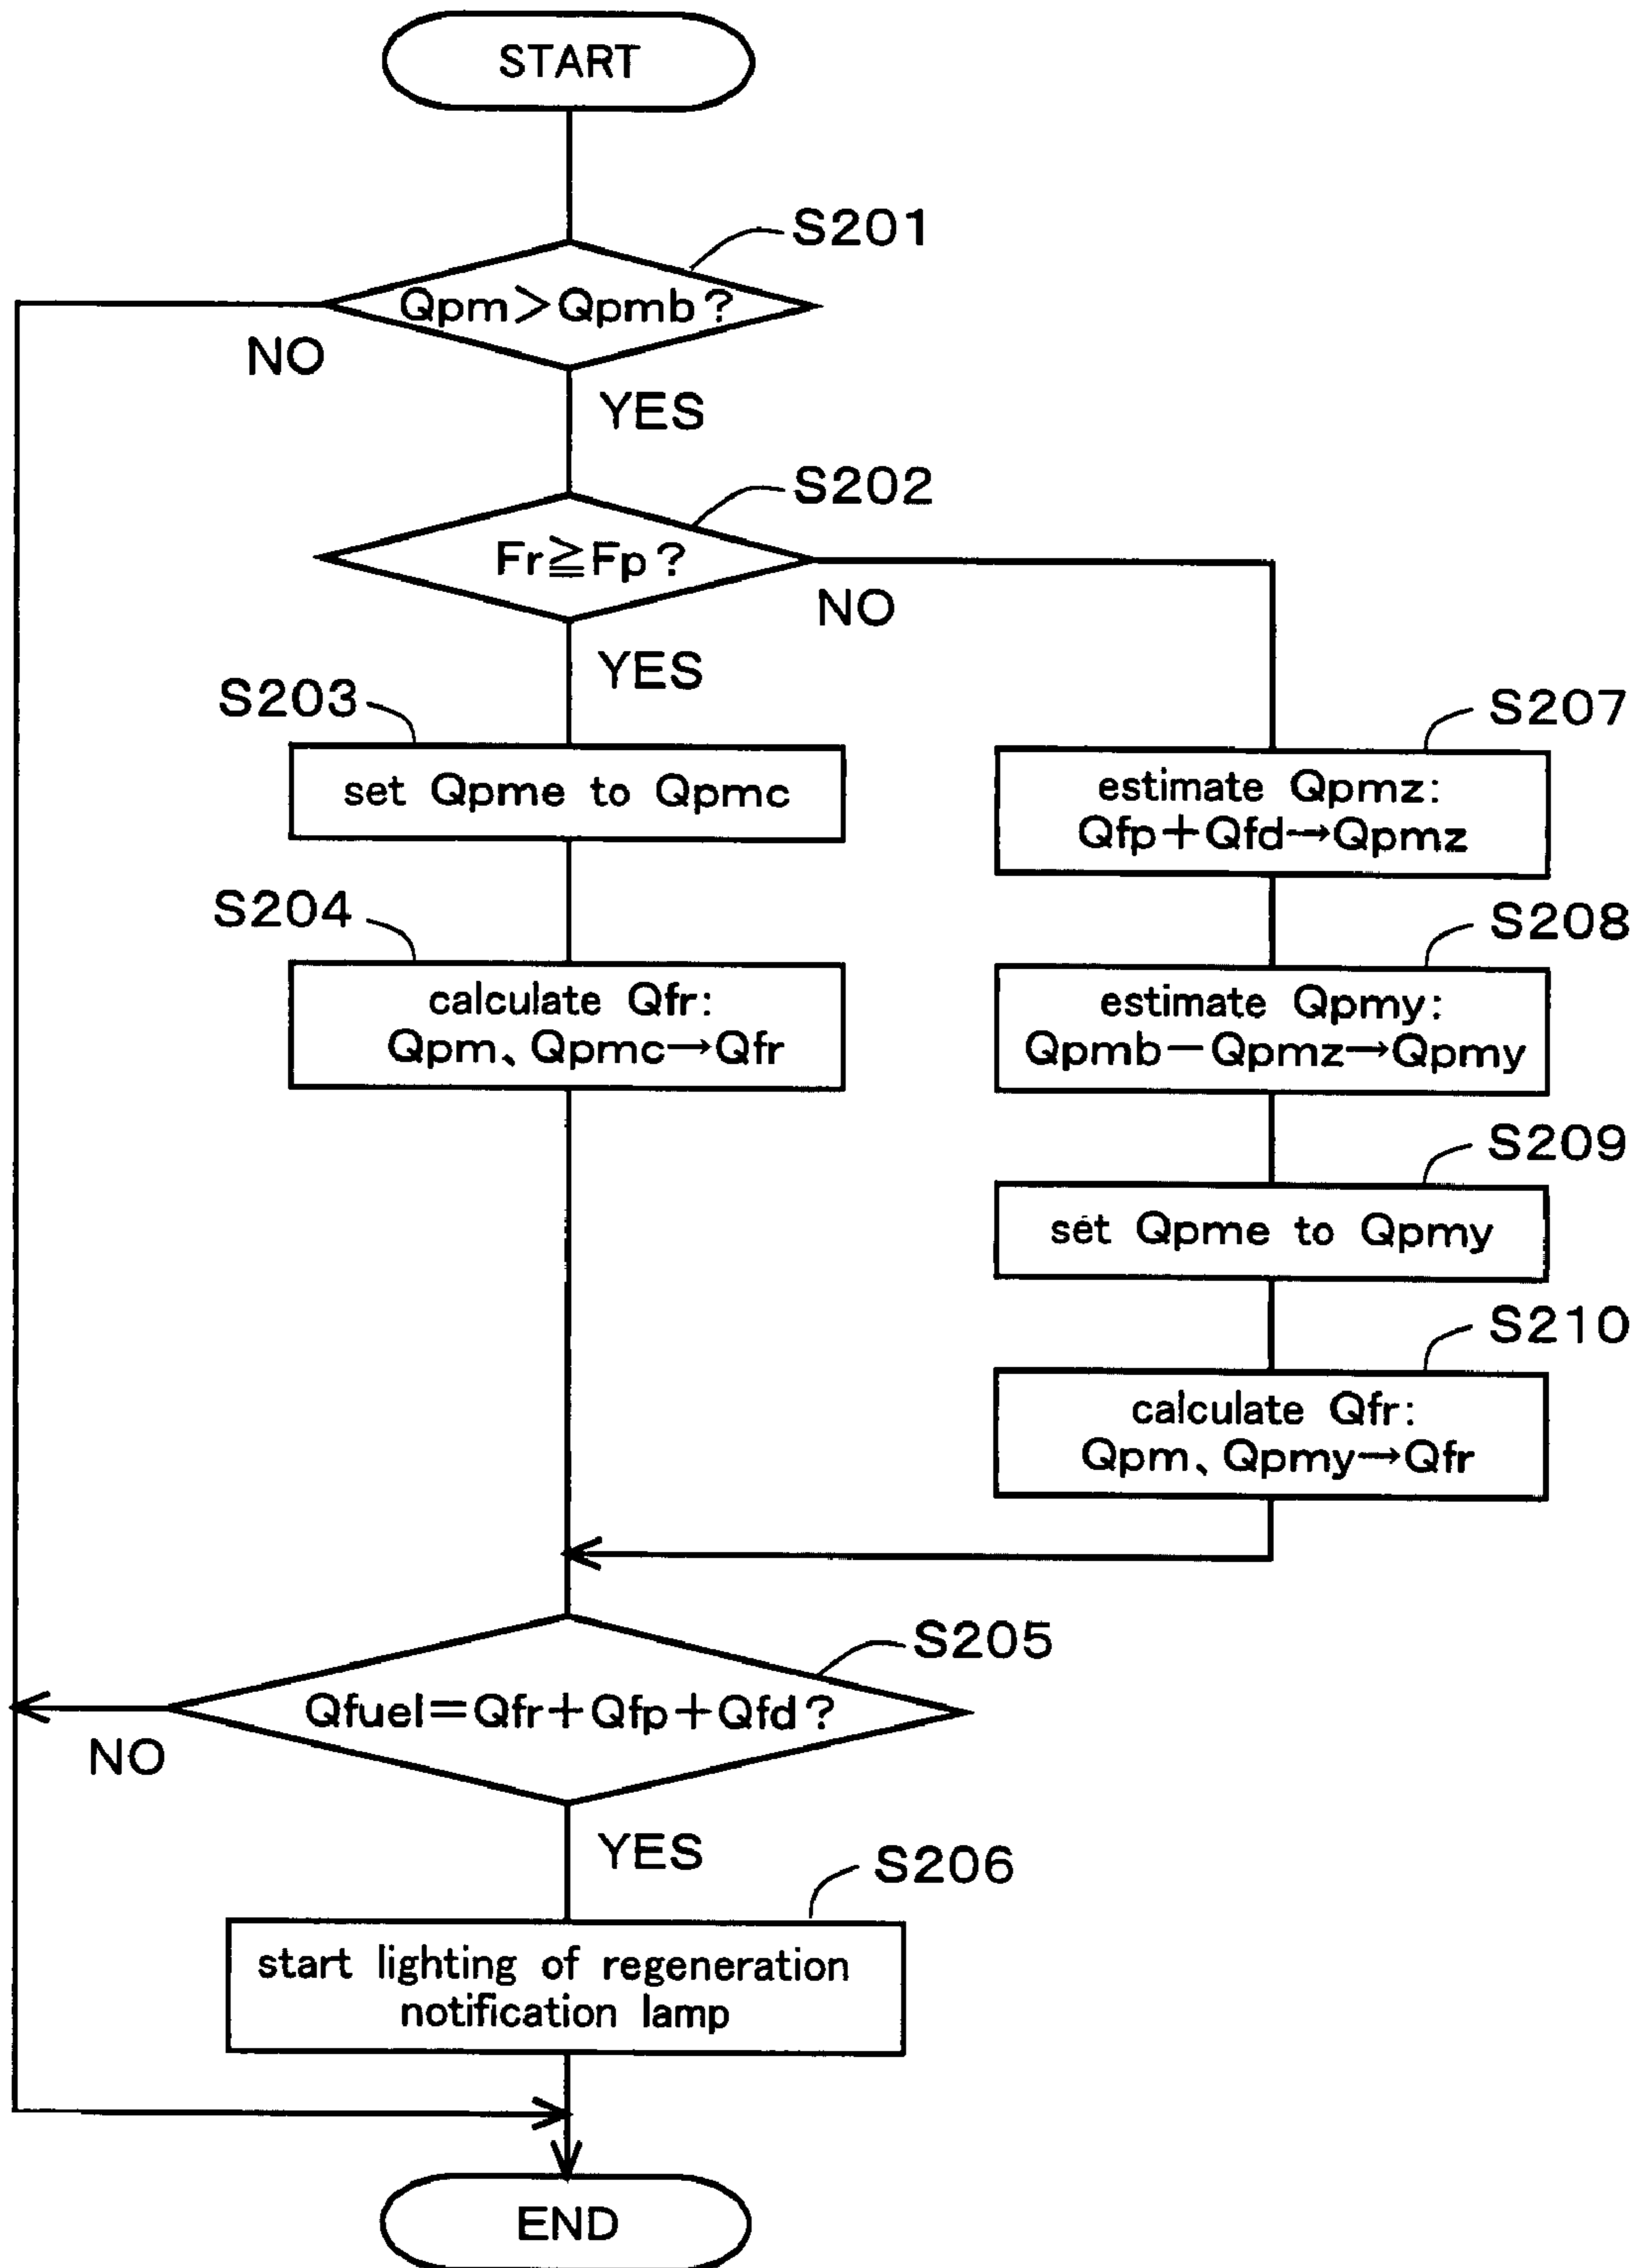 START
S201
Qpm>Qpmb?
NO
YES
S202
Fr≧Fp?
NO
YES
S203
set Qpme to Qpmc
S204
calculate Qfr:
Qpm、Qpmc→Qfr
S207
estimate Qpmz:
Qfp+Qfd→Qpmz
S208
estimate Qpmy:
Qpmb−Qpmz→Qpmy
S209
set Qpme to Qpmy
S210
calculate Qfr:
Qpm、Qpmy→Qfr
S205
Qfuel=Qfr+Qfp+Qfd?
NO
YES
S206
start lighting of regeneration
notification lamp
END